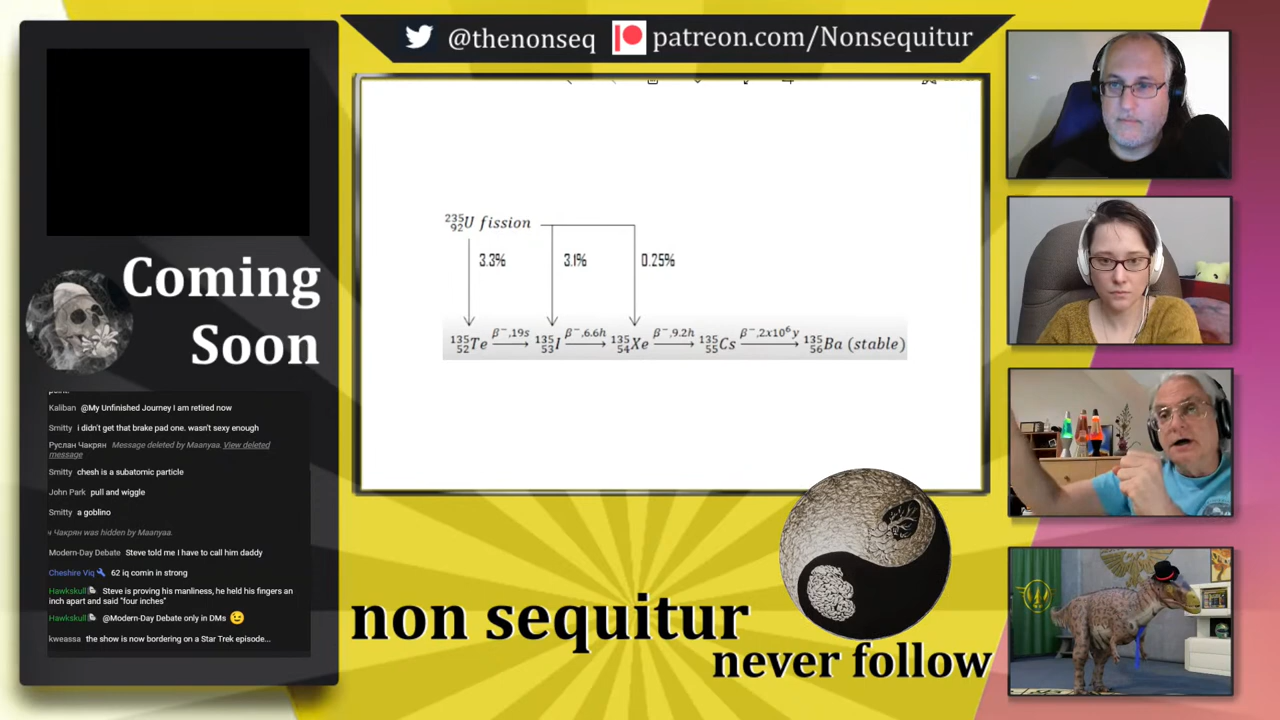 @thenonseq patreon.com/Nonsequitur
Coming
Soon
Kaliban @My Unfinished Journey I am retired now
Smitty i didn't get that brake pad one. wasn't sexy enough
Руслан Чакрян Message deleted by Maanyaa. View deleted
message
Smitty chesh is a subatomic particle
John Park pull and wiggle
Smitty a goblino
Чакрян was hidden by Maanyaa.
Modern-Day Debate Steve told me I have to call him daddy
Cheshire Viq 62 iq comin in strong
Hawkskull Steve is proving his manliness, he held his fingers an
inch apart and said "four inches"
Hawkskull @Modern-Day Debate only in DMs 😉
kweassa the show is now bordering on a Star Trek episode...
²³⁵₉₂U fission
3.3% 3.1% 0.25%
¹³⁵₅₂Te β⁻,19s ¹³⁵₅₃I β⁻,6.6h ¹³⁵₅₄Xe β⁻,9.2h ¹³⁵₅₅Cs β⁻,2x10⁶y ¹³⁵₅₆Ba (stable)
non sequitur
never follow